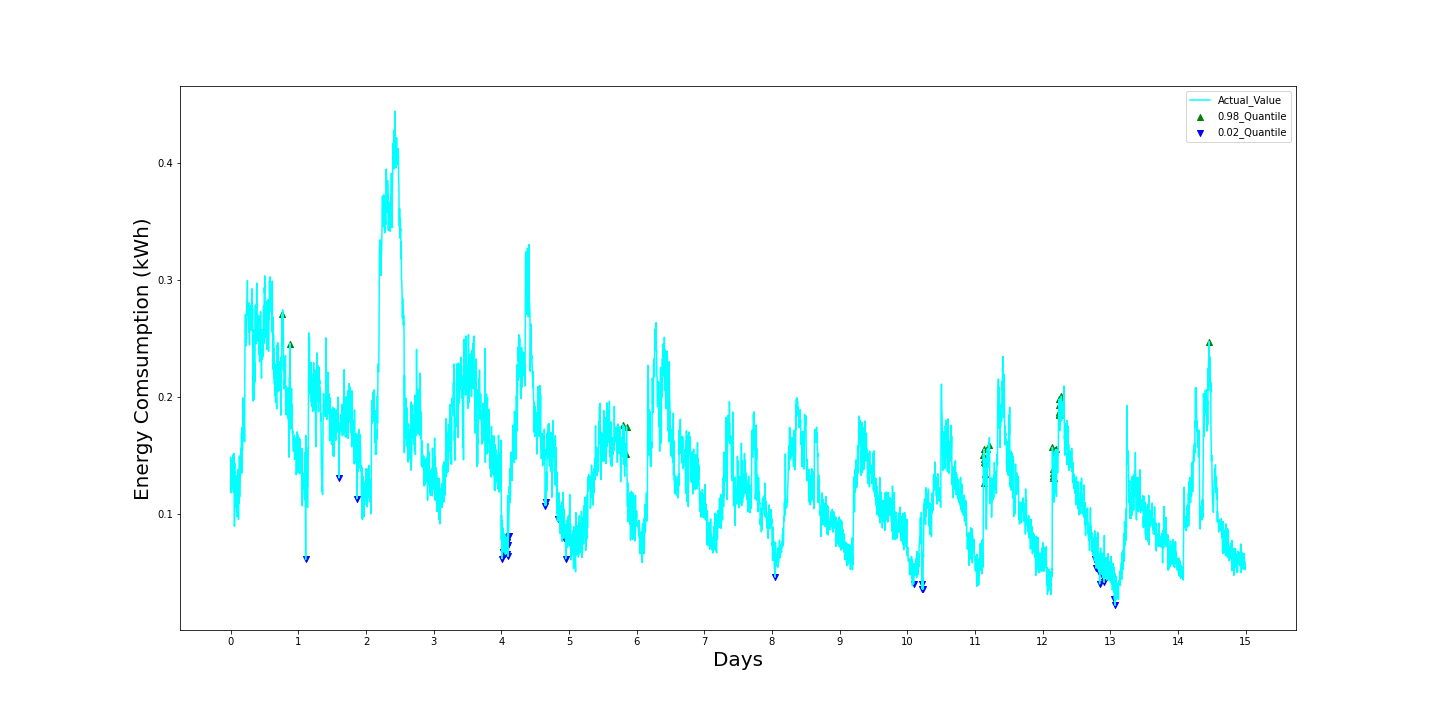 Actual_Value
0.98_Quantile
0.02_Quantile
0.4
0.3
0.2
0.1
Energy Comsumption (kWh)
0 1 2 3 4 5 6 7 8 9 10 11 12 13 14 15
Days